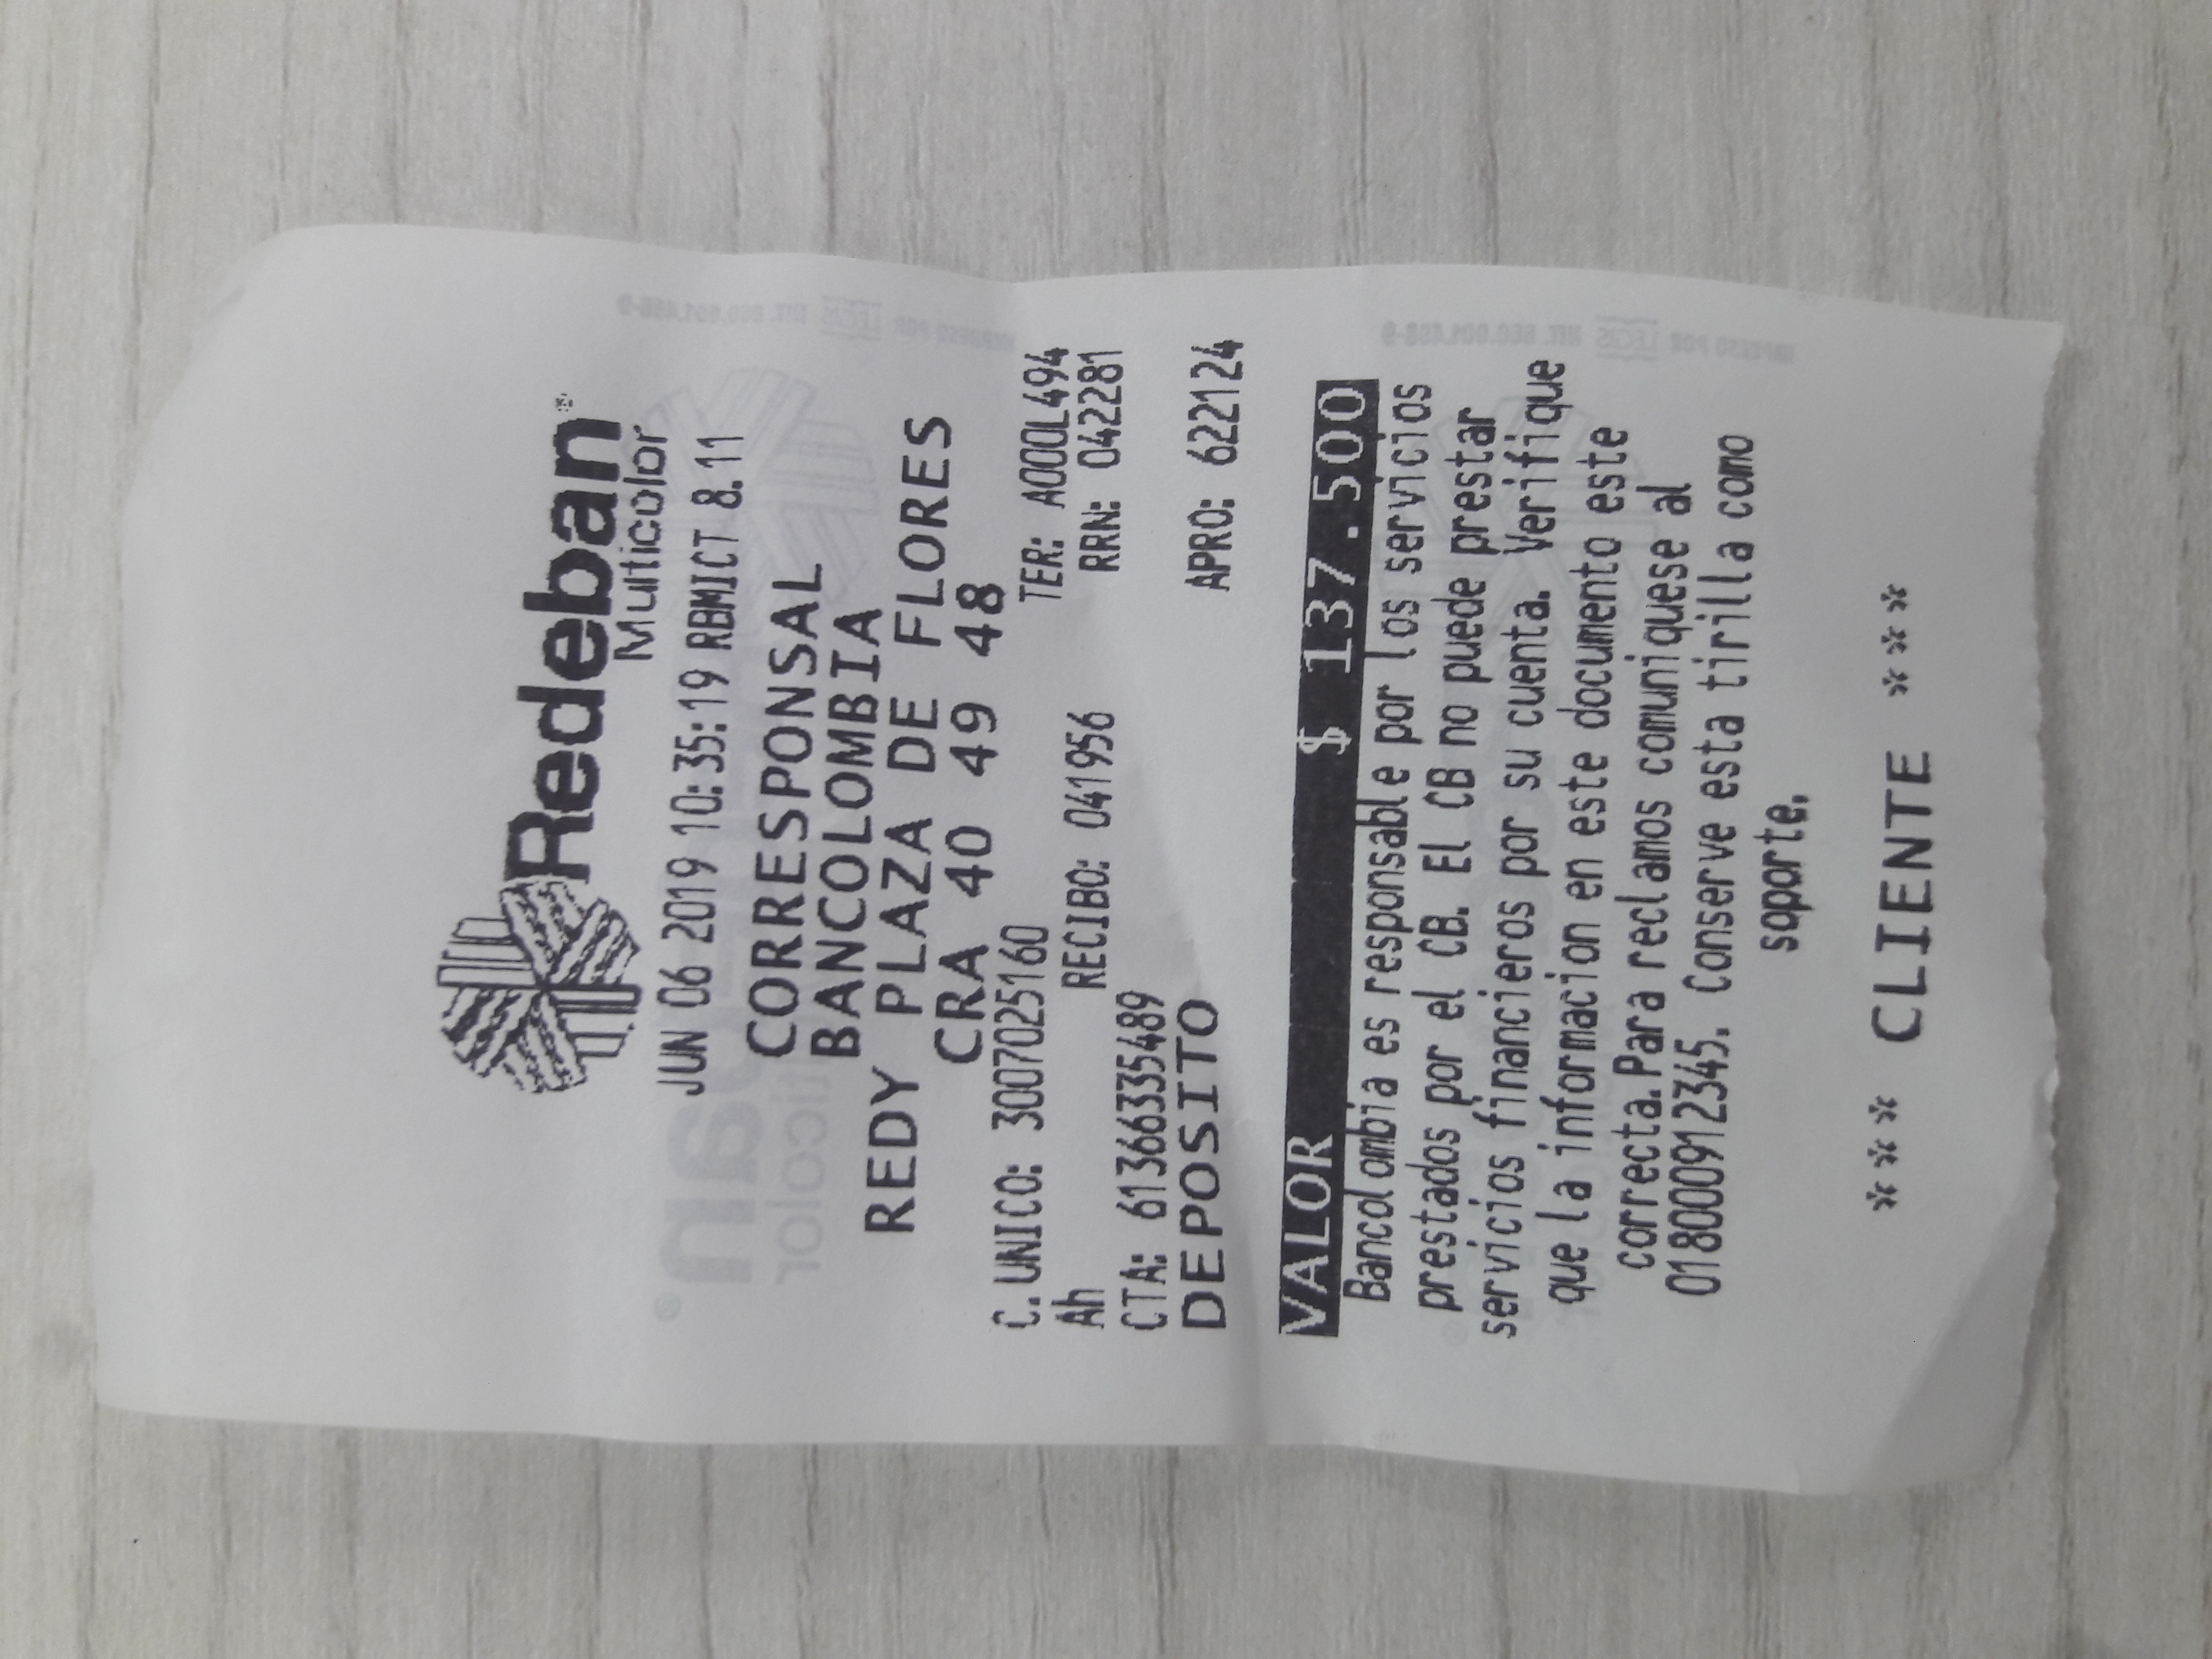 Redeban®
Multicolor
JUN 06 2019 10:35:19 RBMICT 8.11
CORRESPONSAL
BANCOLOMBIA
REDY PLAZA DE FLORES
CRA 40 49 48
C.UNICO: 3007025160 TER: A000L494
Ah RECIBO: 041956 RRN: 042281
CTA: 61366335489
DEPOSITO APRO: 622124
VALOR $ 137.500
Bancolombia es responsable por los servicios
prestados por el CB. El CB no puede prestar
servicios financieros por su cuenta. Verifique
que la informacion en este documento este
correcta.Para reclamos comuniquese al
018000912345. Conserve esta tirilla como
soporte.
*** CLIENTE ***